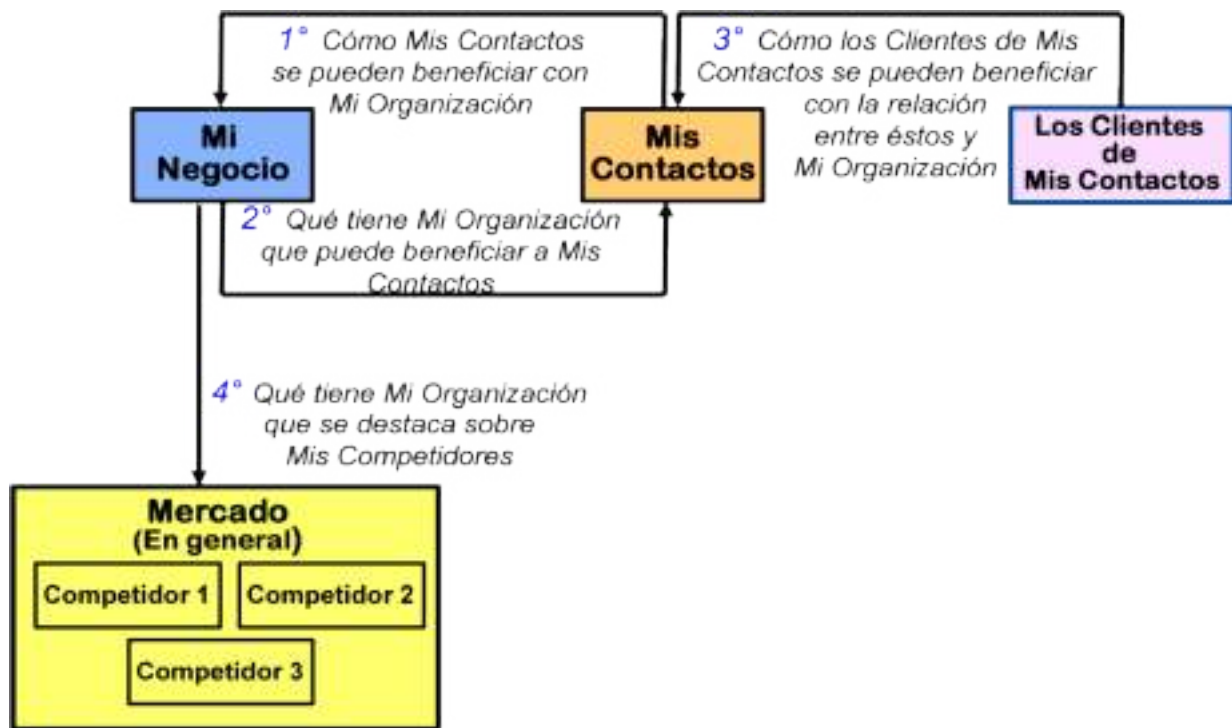 1° Cómo Mis Contactos
se pueden beneficiar con
Mi Organización
3° Cómo los Clientes de Mis
Contactos se pueden beneficiar
con la relación
entre éstos y
Mi Organización
Mi
Negocio
Mis
Contactos
Los Clientes
de
Mis Contactos
2° Qué tiene Mi Organización
que puede beneficiar a Mis
Contactos
4° Qué tiene Mi Organización
que se destaca sobre
Mis Competidores
Mercado
(En general)
Competidor 1
Competidor 2
Competidor 3